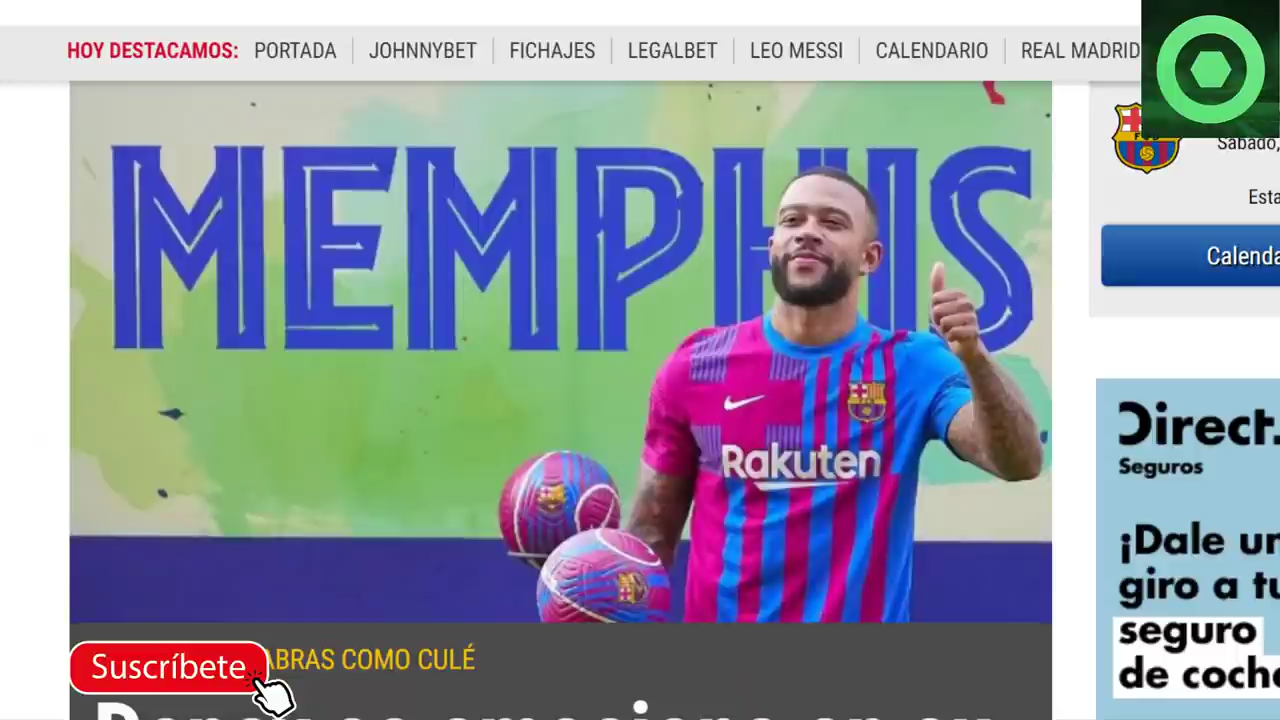 HOY DESTACAMOS: PORTADA JOHNNYBET FICHAJES LEGALBET LEO MESSI CALENDARIO REAL MADRID
MEMPHIS
Rakuten
Sábado,
Esta
Calenda
Direct.
Seguros
¡Dale un
giro a tu
seguro
de coche
ABRAS COMO CULÉ
Suscríbete